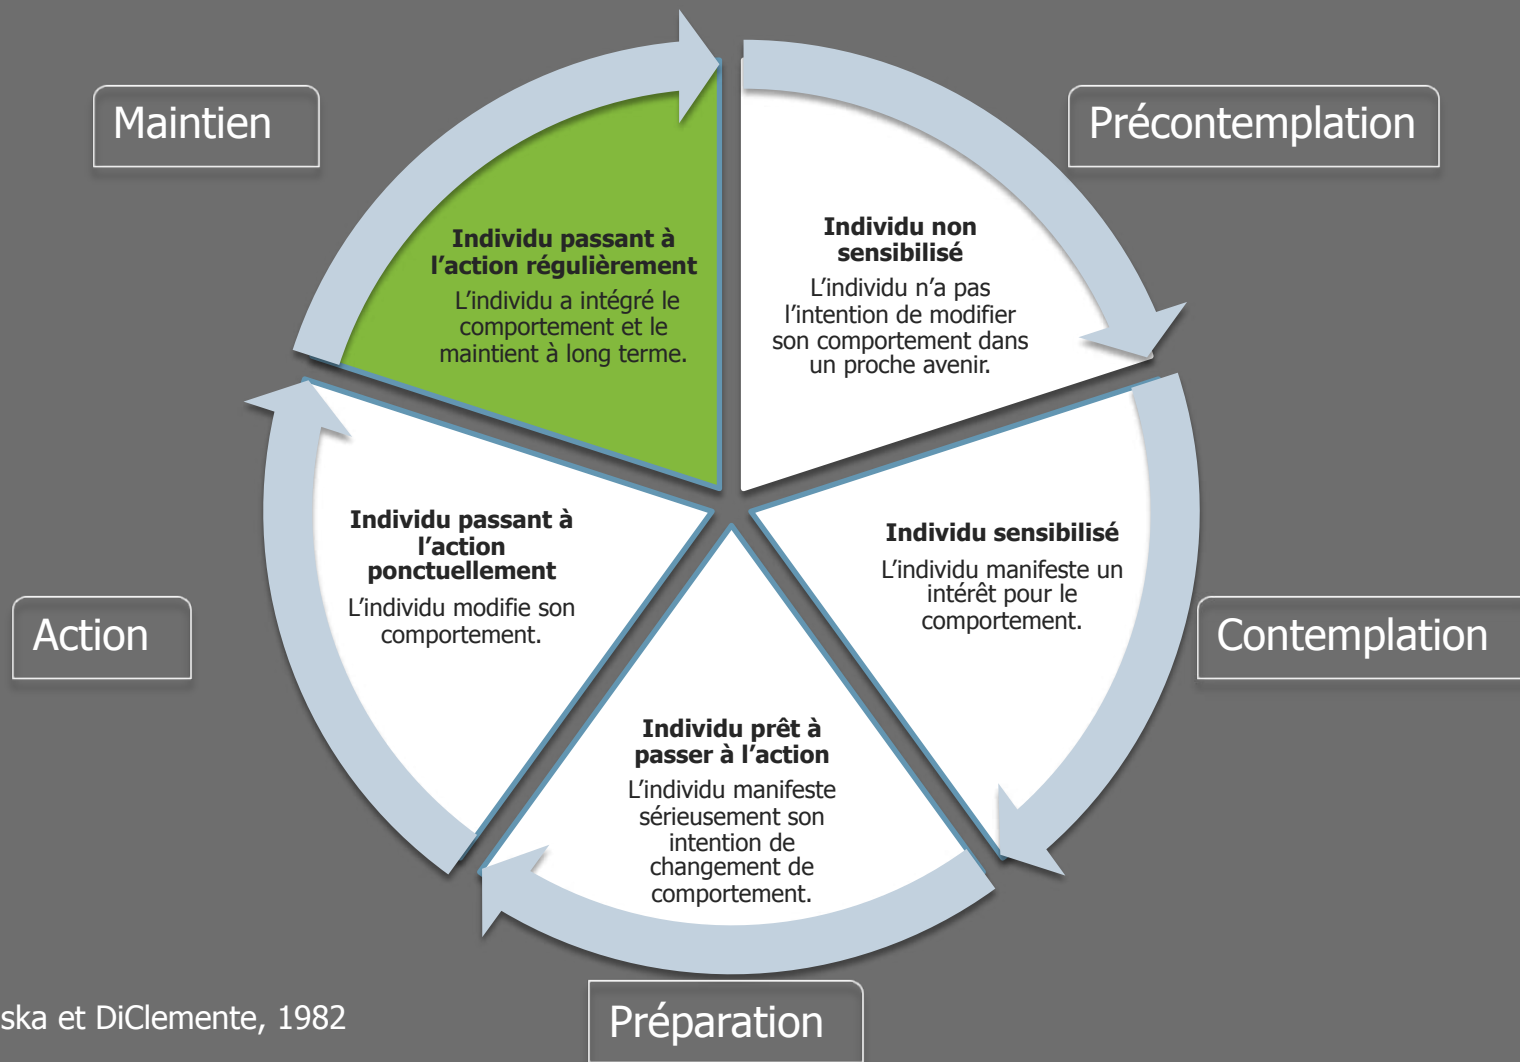 Maintien
Précontemplation
Individu passant à
l’action régulièrement
L’individu a intégré le
comportement et le
maintient à long terme.
Individu non
sensibilisé
L’individu n’a pas
l’intention de modifier
son comportement dans
un proche avenir.
Individu passant à
l’action
ponctuellement
L’individu modifie son
comportement.
Individu sensibilisé
L’individu manifeste un
intérêt pour le
comportement.
Action
Contemplation
Individu prêt à
passer à l’action
L’individu manifeste
sérieusement son
intention de
changement de
comportement.
ska et DiClemente, 1982
Préparation